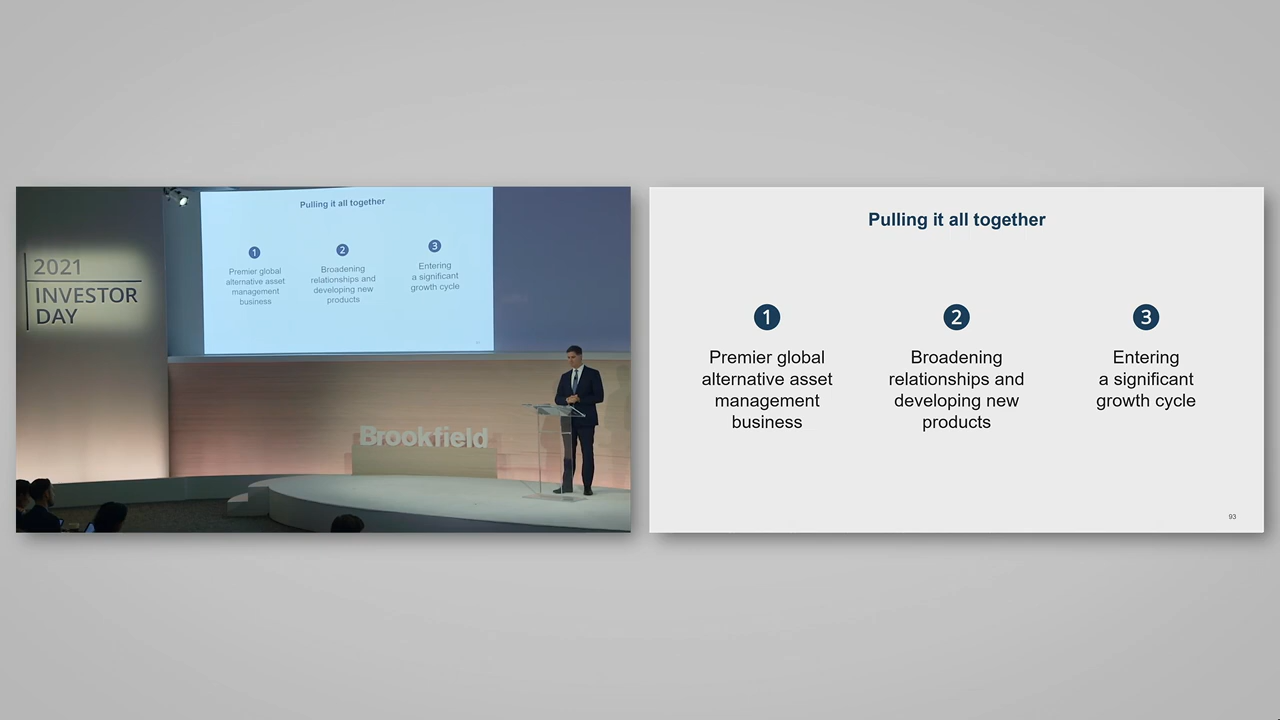 2021
INVESTOR
DAY
Pulling it all together
1
Premier global
alternative asset
management
business
2
Broadening
relationships and
developing new
products
3
Entering
a significant
growth cycle
Brookfield
Pulling it all together
1
Premier global
alternative asset
management
business
2
Broadening
relationships and
developing new
products
3
Entering
a significant
growth cycle
93